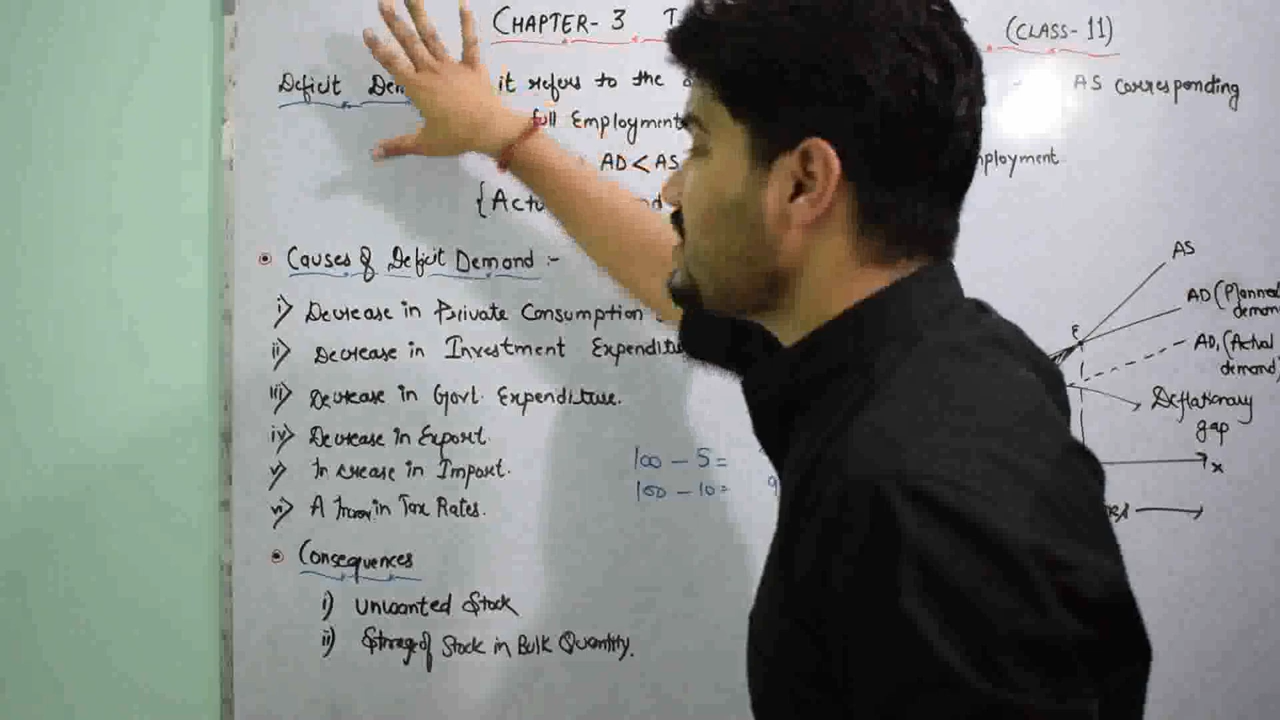 CHAPTER- 3 T (CLASS-11)
Deficit Dem it refers to the AS corresponding
full Employment ployment
AD < AS
{Actu nd
Causes of Deficit Demand :-
i) Decrease in Private Consumption
ii) Decrease in Investment Expenditu
iii) Decrease in Govt. Expenditure.
iv) Decrease in Export.
v) Increase in Import.
vi) A in Tax Rates.
100 - 5 =
100 - 10 = 9
Consequences
i) Unwanted Stock
ii) Storage of Stock in Bulk Quantity.
AS
AD (Planned deman
E
AD, (Actual demand)
Deflationary gap
x